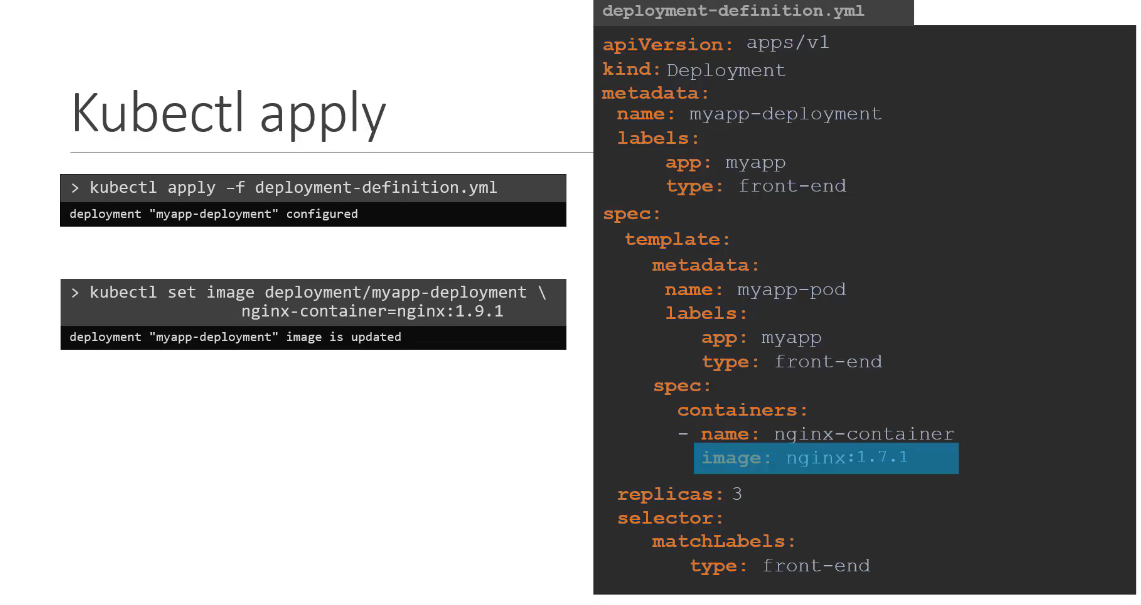 Kubectl apply
> kubectl apply –f deployment-definition.yml
deployment "myapp-deployment" configured
> kubectl set image deployment/myapp-deployment \
nginx-container=nginx:1.9.1
deployment "myapp-deployment" image is updated
deployment-definition.yml
apiVersion: apps/v1
kind: Deployment
metadata:
name: myapp-deployment
labels:
app: myapp
type: front-end
spec:
template:
metadata:
name: myapp-pod
labels:
app: myapp
type: front-end
spec:
containers:
- name: nginx-container
image: nginx:1.7.1
replicas: 3
selector:
matchLabels:
type: front-end